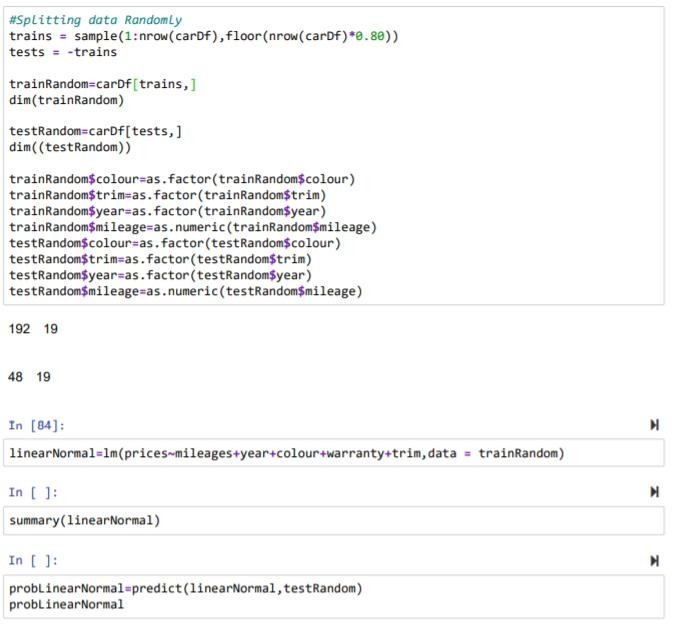 #Splitting data Randomly
trains = sample(1:nrow(carDf),floor(nrow(carDf)*0.80))
tests = -trains
trainRandom=carDf[trains,]
dim(trainRandom)
testRandom=carDf[tests,]
dim((testRandom))
trainRandom$colour=as.factor(trainRandom$colour)
trainRandom$trim=as.factor(trainRandom$trim)
trainRandom$year=as.factor(trainRandom$year)
trainRandom$mileage=as.numeric(trainRandom$mileage)
testRandom$colour=as.factor(testRandom$colour)
testRandom$trim=as.factor(testRandom$trim)
testRandom$year=as.factor(testRandom$year)
testRandom$mileage=as.numeric(testRandom$mileage)
192 19
48 19
In [84]:
linearNormal=lm(prices~mileages+year+colour+warranty+trim,data = trainRandom)
In [ ]:
summary(linearNormal)
In [ ]:
probLinearNormal=predict(linearNormal,testRandom)
probLinearNormal